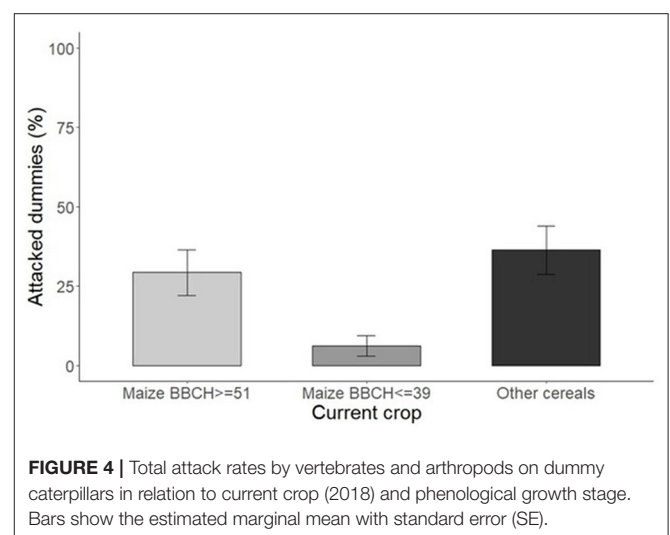 Attacked dummies (%)
100
75
50
25
0
Maize BBCH>=51 Maize BBCH<=39 Other cereals
Current crop
FIGURE 4 | Total attack rates by vertebrates and arthropods on dummy
caterpillars in relation to current crop (2018) and phenological growth stage.
Bars show the estimated marginal mean with standard error (SE).